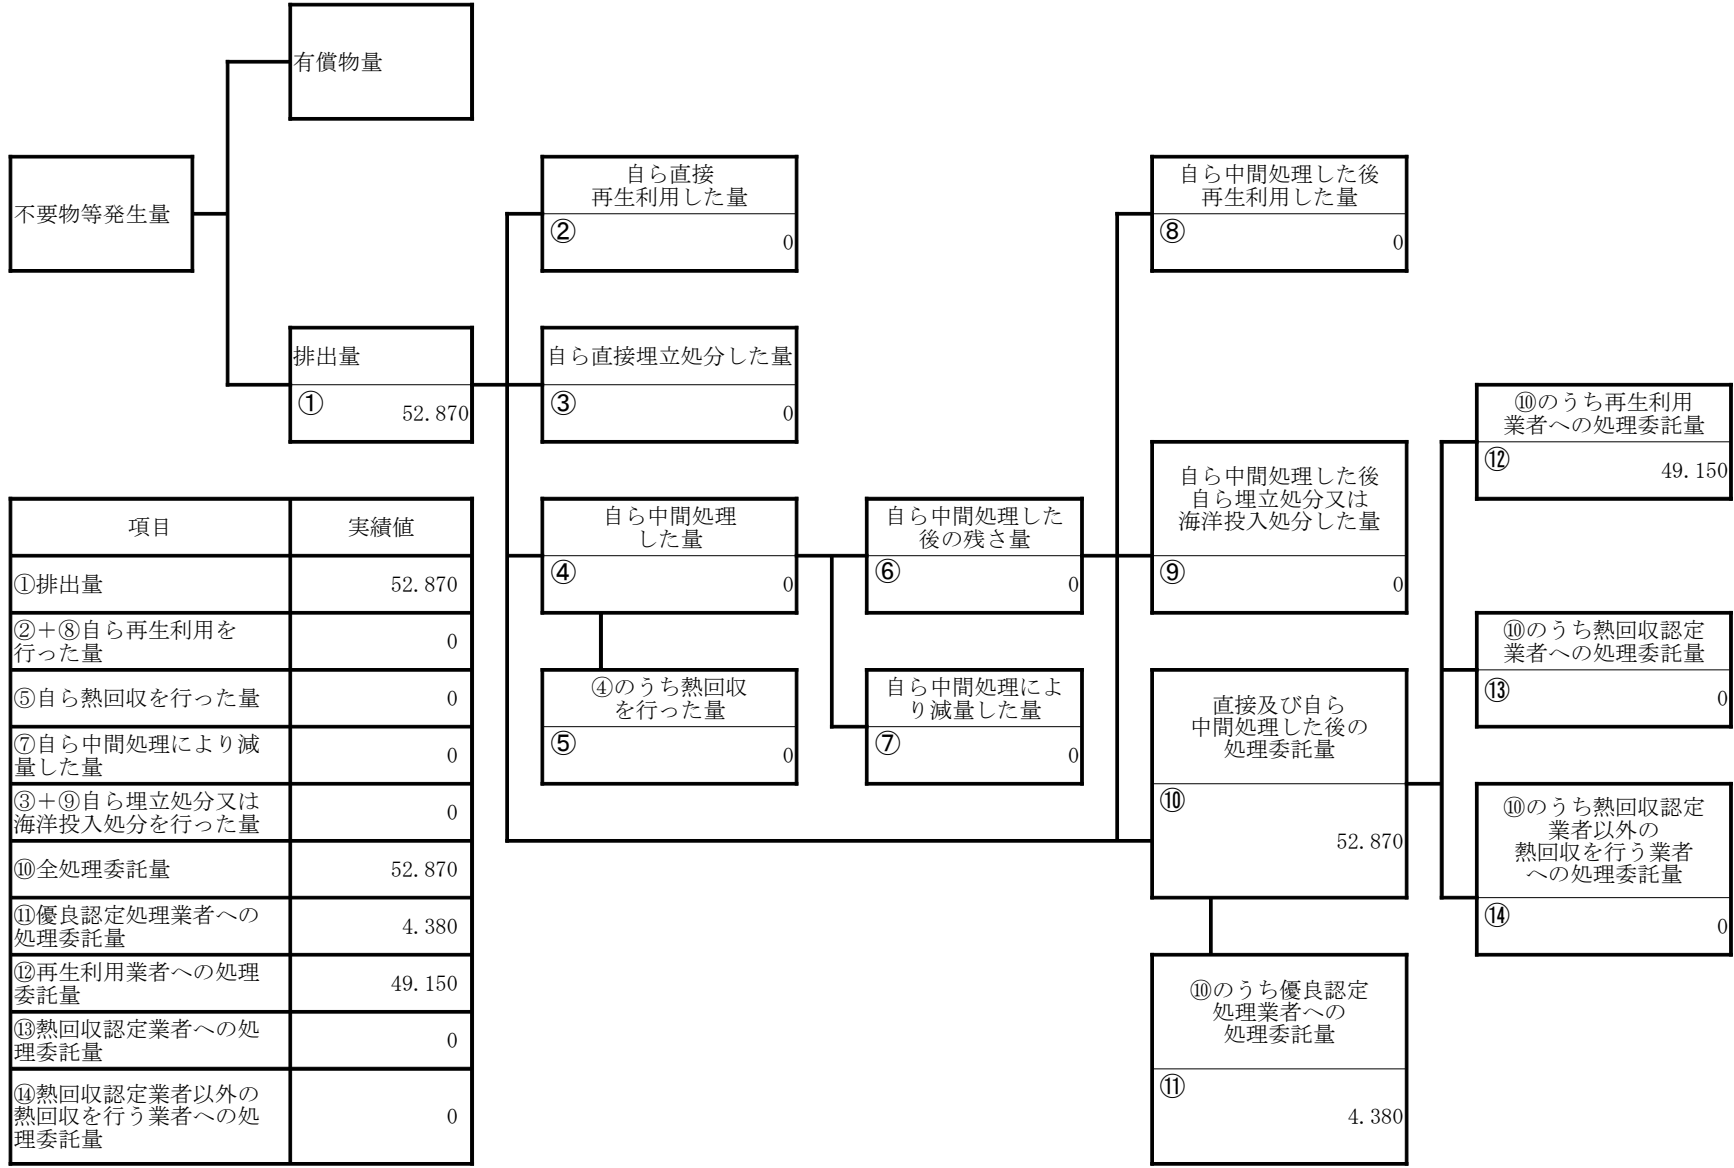 有償物量
不要物等発生量
自ら直接
再生利用した量
②
0
自ら中間処理した後
再生利用した量
⑧
0
排出量
①
52.870
自ら直接埋立処分した量
③
0
⑩のうち再生利用
業者への処理委託量
⑫
49.150
自ら中間処理した後
自ら埋立処分又は
海洋投入処分した量
⑨
0
自ら中間処理
した量
④
0
自ら中間処理した
後の残さ量
⑥
0
⑩のうち熱回収認定
業者への処理委託量
⑬
0
④のうち熱回収
を行った量
⑤
0
自ら中間処理によ
り減量した量
⑦
0
直接及び自ら
中間処理した後の
処理委託量
⑩
52.870
⑩のうち熱回収認定
業者以外の
熱回収を行う業者
への処理委託量
⑭
0
⑩のうち優良認定
処理業者への
処理委託量
⑪
4.380
項目 実績値
①排出量 52.870
②+⑧自ら再生利用を
行った量 0
⑤自ら熱回収を行った量 0
⑦自ら中間処理により減
量した量 0
③+⑨自ら埋立処分又は
海洋投入処分を行った量 0
⑩全処理委託量 52.870
⑪優良認定処理業者への
処理委託量 4.380
⑫再生利用業者への処理
委託量 49.150
⑬熱回収認定業者への処
理委託量 0
⑭熱回収認定業者以外の
熱回収を行う業者への処
理委託量 0